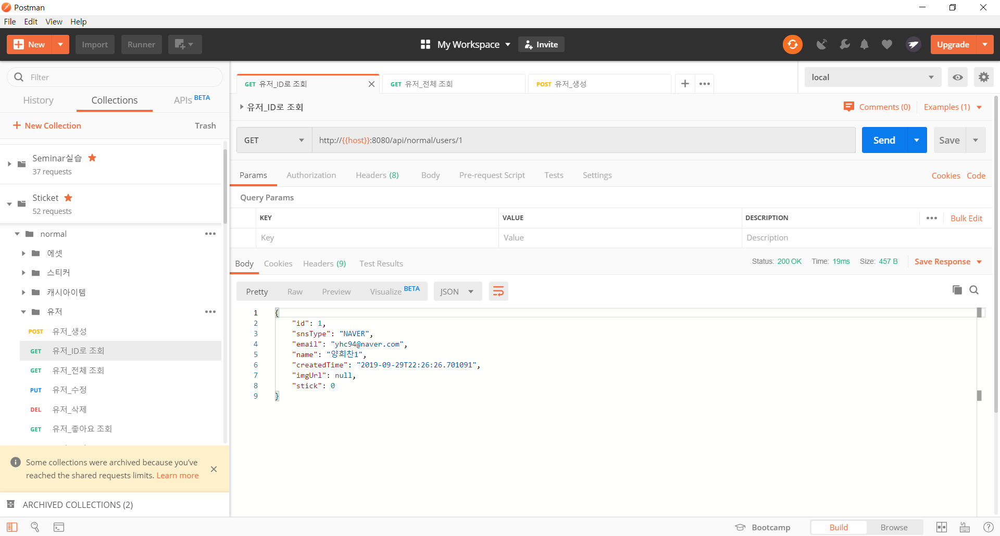 Postman
File Edit View Help
New Import Runner My Workspace Invite Upgrade
Filter
History Collections APIs BETA
New Collection Trash
Seminar실습
37 requests
Sticket
52 requests
normal
에셋
스티커
캐시아이템
유저
POST 유저_생성
GET 유저_ID로 조회
GET 유저_전체 조회
PUT 유저_수정
DEL 유저_삭제
GET 유저_좋아요 조회
Some collections were archived because you’ve
reached the shared requests limits. Learn more
ARCHIVED COLLECTIONS (2)
GET 유저_ID로 조회 GET 유저_전체 조회 POST 유저_생성 local
유저_ID로 조회 Comments (0) Examples (1)
GET http://{{host}}:8080/api/normal/users/1 Send Save
Params Authorization Headers (8) Body Pre-request Script Tests Settings Cookies Code
Query Params
KEY VALUE DESCRIPTION Bulk Edit
Key Value Description
Body Cookies Headers (9) Test Results Status: 200 OK Time: 19ms Size: 457 B Save Response
Pretty Raw Preview Visualize BETA JSON
1 {
2 "id": 1,
3 "snsType": "NAVER",
4 "email": "yhc94@naver.com",
5 "name": "양희찬1",
6 "createdTime": "2019-09-29T22:26:26.701091",
7 "imgUrl": null,
8 "stick": 0
9 }
Bootcamp Build Browse